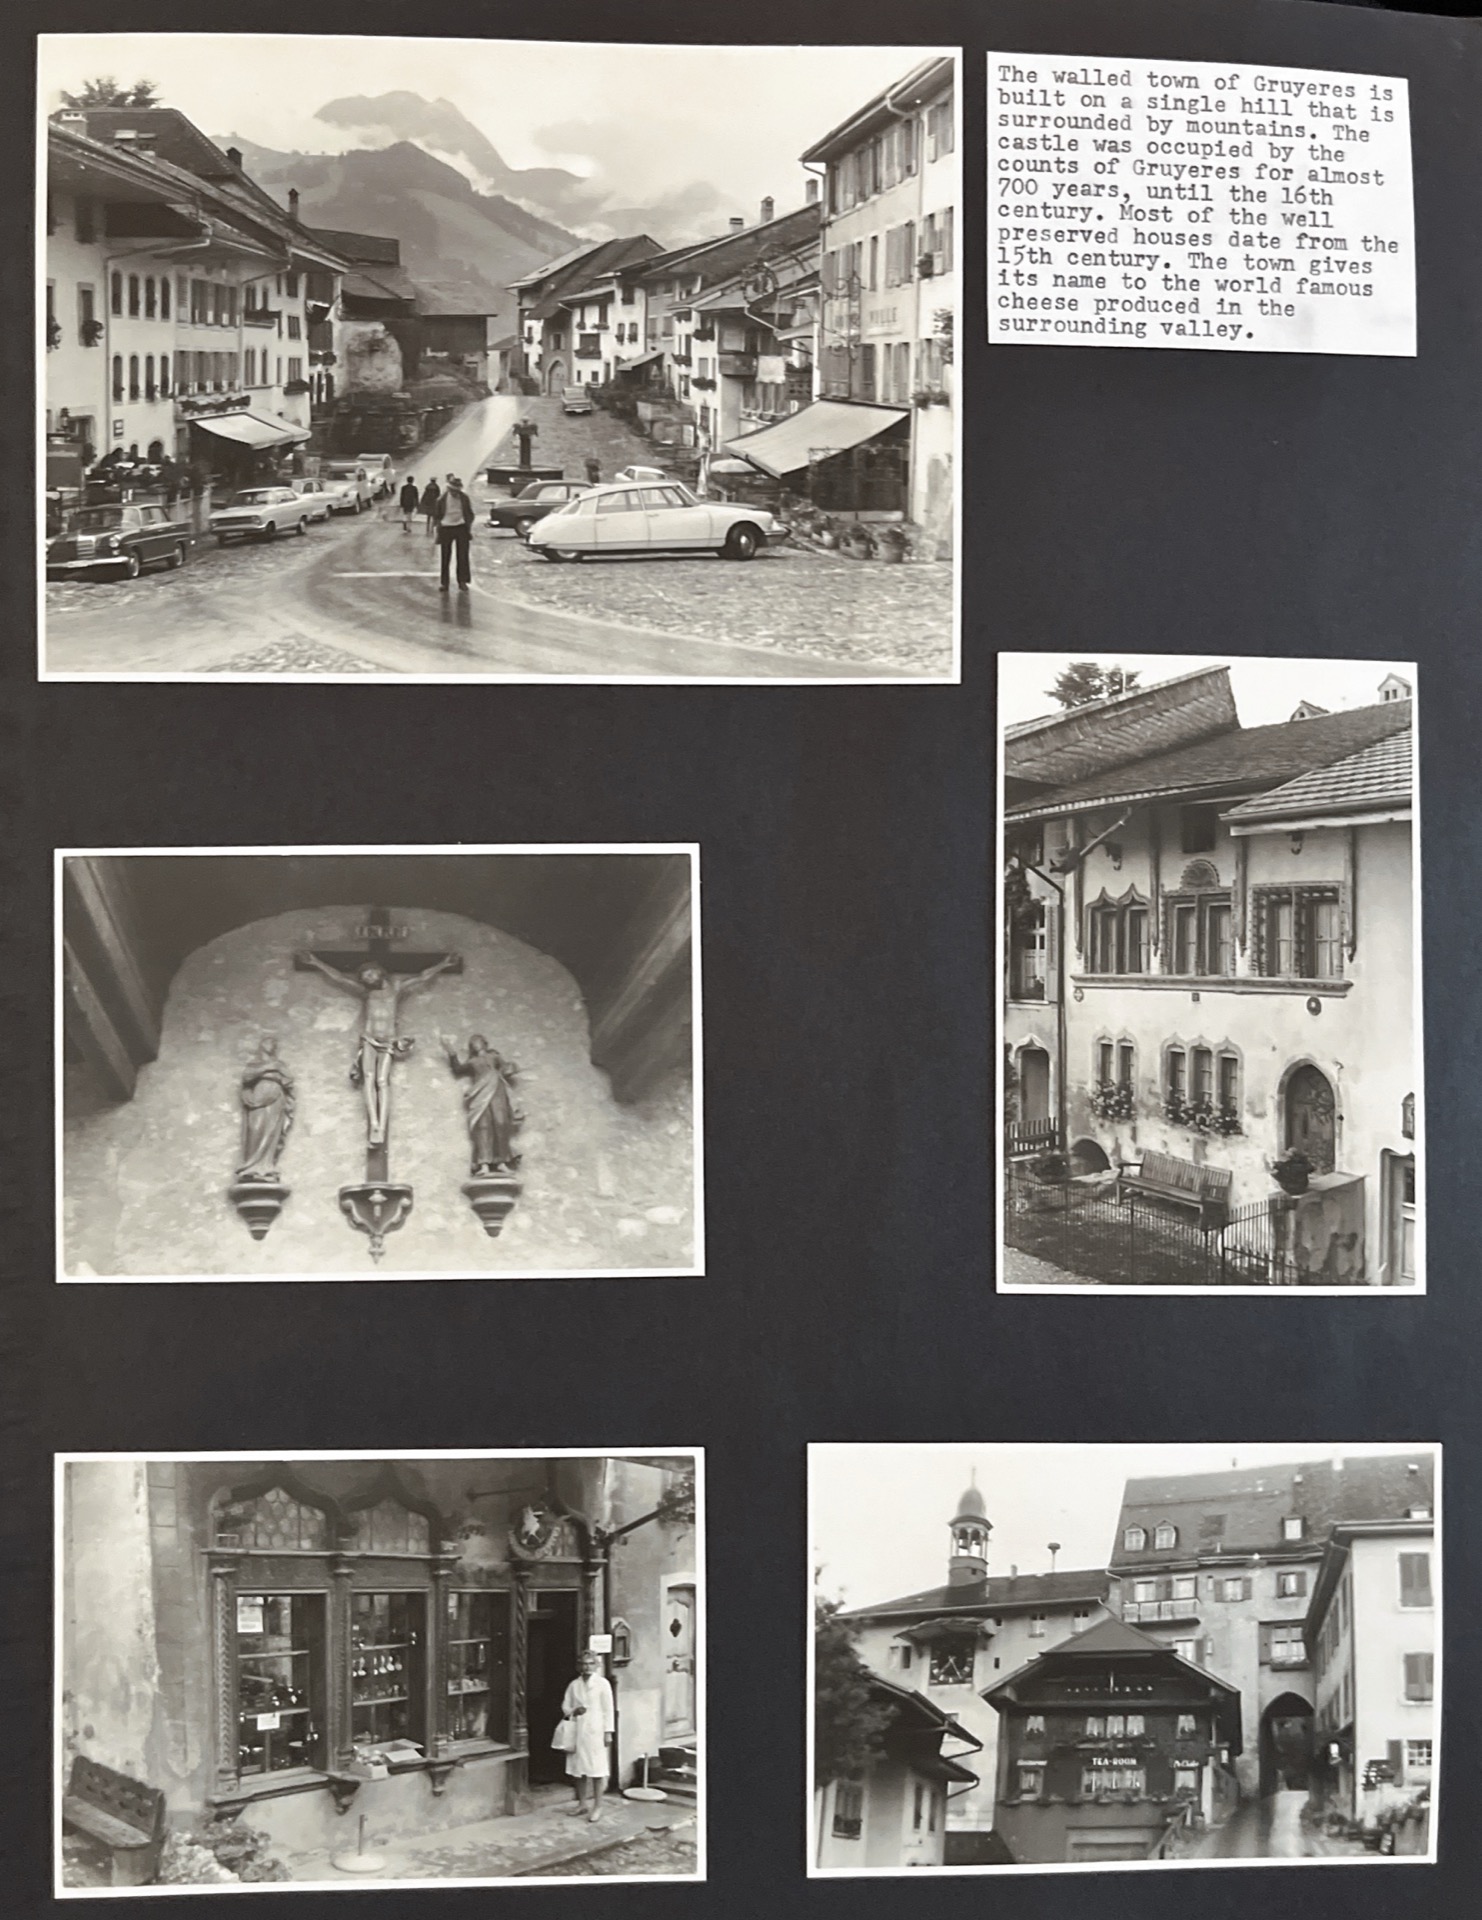 The walled town of Gruyeres is
built on a single hill that is
surrounded by mountains. The
castle was occupied by the
counts of Gruyeres for almost
700 years, until the 16th
century. Most of the well
preserved houses date from the
15th century. The town gives
its name to the world famous
cheese produced in the
surrounding valley.
VILLE
TEA-ROOM